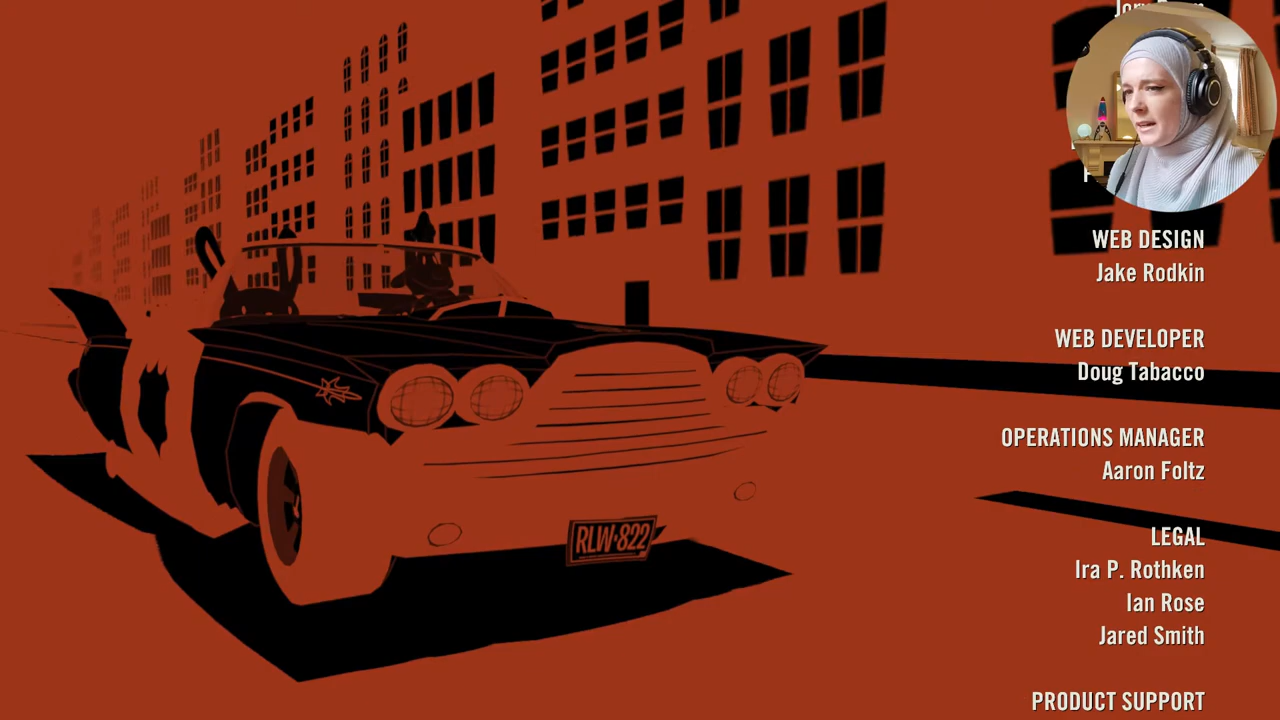 WEB DESIGN
Jake Rodkin
WEB DEVELOPER
Doug Tabacco
OPERATIONS MANAGER
Aaron Foltz
LEGAL
Ira P. Rothken
Ian Rose
Jared Smith
PRODUCT SUPPORT
RLW-822